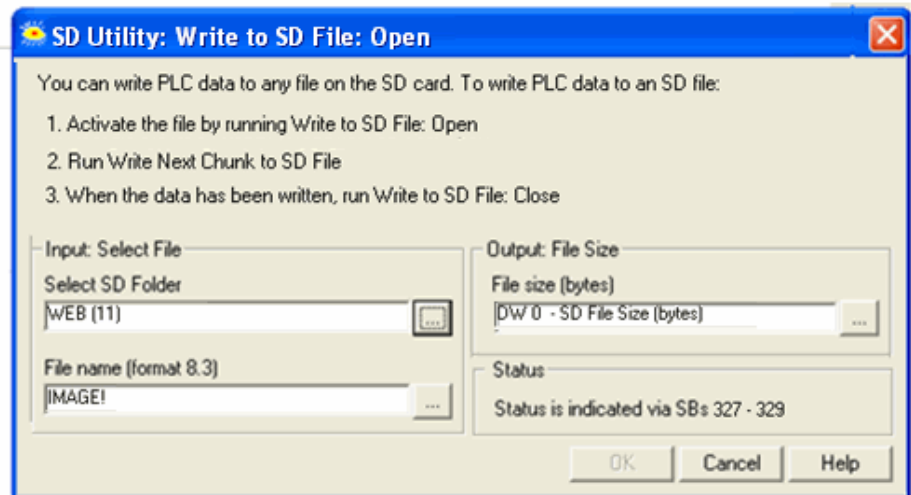 SD Utility: Write to SD File: Open
You can write PLC data to any file on the SD card. To write PLC data to an SD file:
1. Activate the file by running Write to SD File: Open
2. Run Write Next Chunk to SD File
3. When the data has been written, run Write to SD File: Close
Input: Select File
Select SD Folder
WEB (11)
...
File name (format 8.3)
IMAGE!
...
Output: File Size
File size (bytes)
DW 0 - SD File Size (bytes)
...
Status
Status is indicated via SBs 327 - 329
OK
Cancel
Help